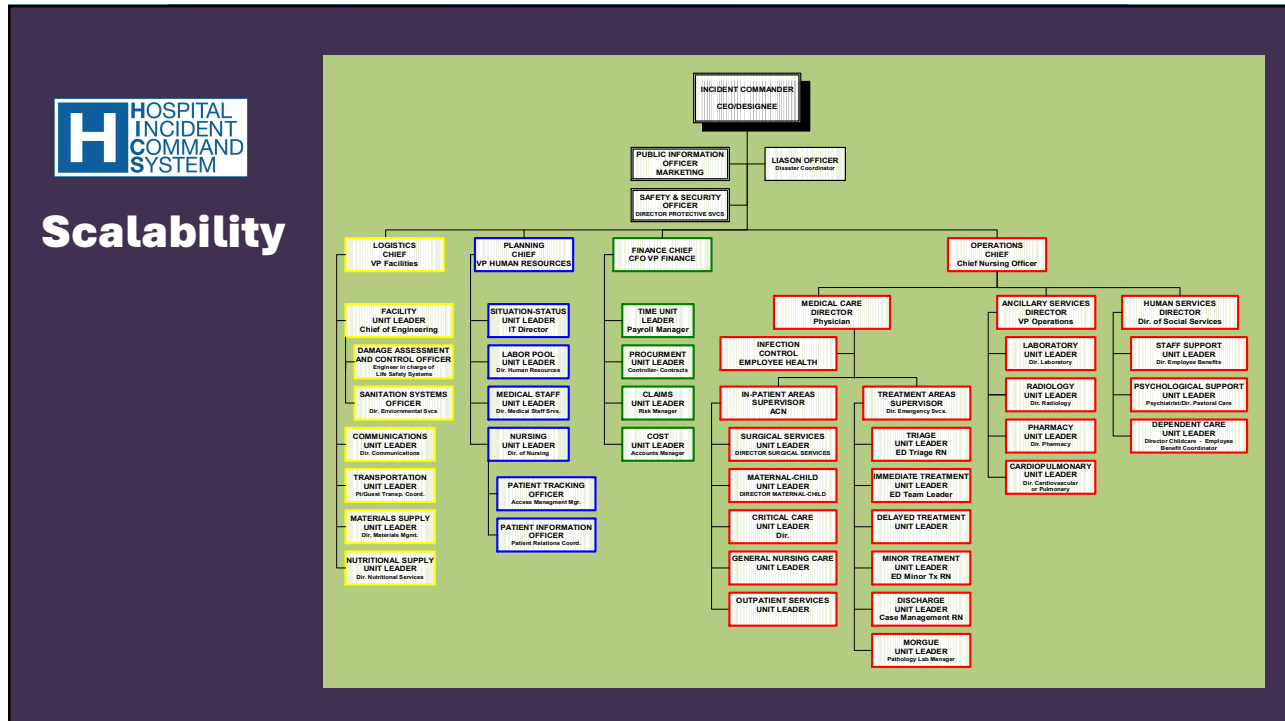 HOSPITAL
INCIDENT
COMMAND
SYSTEM
H
Scalability
INCIDENT COMMANDER
CEO/DESIGNEE
PUBLIC INFORMATION
OFFICER
MARKETING
LIASON OFFICER
Disaster Coordinator
SAFETY & SECURITY
OFFICER
DIRECTOR PROTECTIVE SVCS
LOGISTICS
CHIEF
VP Facilities
PLANNING
CHIEF
VP HUMAN RESOURCES
FINANCE CHIEF
CFO VP FINANCE
OPERATIONS
CHIEF
Chief Nursing Officer
FACILITY
UNIT LEADER
Chief of Engineering
DAMAGE ASSESSMENT
AND CONTROL OFFICER
Engineer in charge of
Life Safety Systems
SANITATION SYSTEMS
OFFICER
Dir. Enviornmental Svcs
COMMUNICATIONS
UNIT LEADER
Dir. Communications
TRANSPORTATION
UNIT LEADER
Pt/Guest Transp. Coord.
MATERIALS SUPPLY
UNIT LEADER
Dir. Materials Mgmt.
NUTRITIONAL SUPPLY
UNIT LEADER
Dir. Nutritional Services
SITUATION-STATUS
UNIT LEADER
IT Director
LABOR POOL
UNIT LEADER
Dir. Human Resources
MEDICAL STAFF
UNIT LEADER
Dir. Medical Staff Srvs.
NURSING
UNIT LEADER
Dir. of Nursing
PATIENT TRACKING
OFFICER
Access Managment Mgr.
PATIENT INFORMATION
OFFICER
Patient Relations Coord.
TIME UNIT
LEADER
Payroll Manager
PROCURMENT
UNIT LEADER
Controller- Contracts
CLAIMS
UNIT LEADER
Risk Manager
COST
UNIT LEADER
Accounts Manager
MEDICAL CARE
DIRECTOR
Physician
INFECTION
CONTROL
EMPLOYEE HEALTH
IN-PATIENT AREAS
SUPERVISOR
ACN
SURGICAL SERVICES
UNIT LEADER
DIRECTOR SURGICAL SERVICES
MATERNAL-CHILD
UNIT LEADER
DIRECTOR MATERNAL-CHILD
CRITICAL CARE
UNIT LEADER
Dir.
GENERAL NURSING CARE
UNIT LEADER
OUTPATIENT SERVICES
UNIT LEADER
TREATMENT AREAS
SUPERVISOR
Dir. Emergency Svcs.
TRIAGE
UNIT LEADER
ED Triage RN
IMMEDIATE TREATMENT
UNIT LEADER
ED Team Leader
DELAYED TREATMENT
UNIT LEADER
MINOR TREATMENT
UNIT LEADER
ED Minor Tx RN
DISCHARGE
UNIT LEADER
Case Management RN
MORGUE
UNIT LEADER
Pathology Lab Manager
ANCILLARY SERVICES
DIRECTOR
VP Operations
LABORATORY
UNIT LEADER
Dir. Laboratory
RADIOLOGY
UNIT LEADER
Dir. Radiology
PHARMACY
UNIT LEADER
Dir. Pharmacy
CARDIOPULMONARY
UNIT LEADER
Dir. Cardiovascular
or Pulmonary
HUMAN SERVICES
DIRECTOR
Dir. of Social Services
STAFF SUPPORT
UNIT LEADER
Dir. Employee Benefits
PSYCHOLOGICAL SUPPORT
UNIT LEADER
Psychiatrist/Dir. Pastoral Care
DEPENDENT CARE
UNIT LEADER
Director Childcare - Employee
Benefit Coordinator